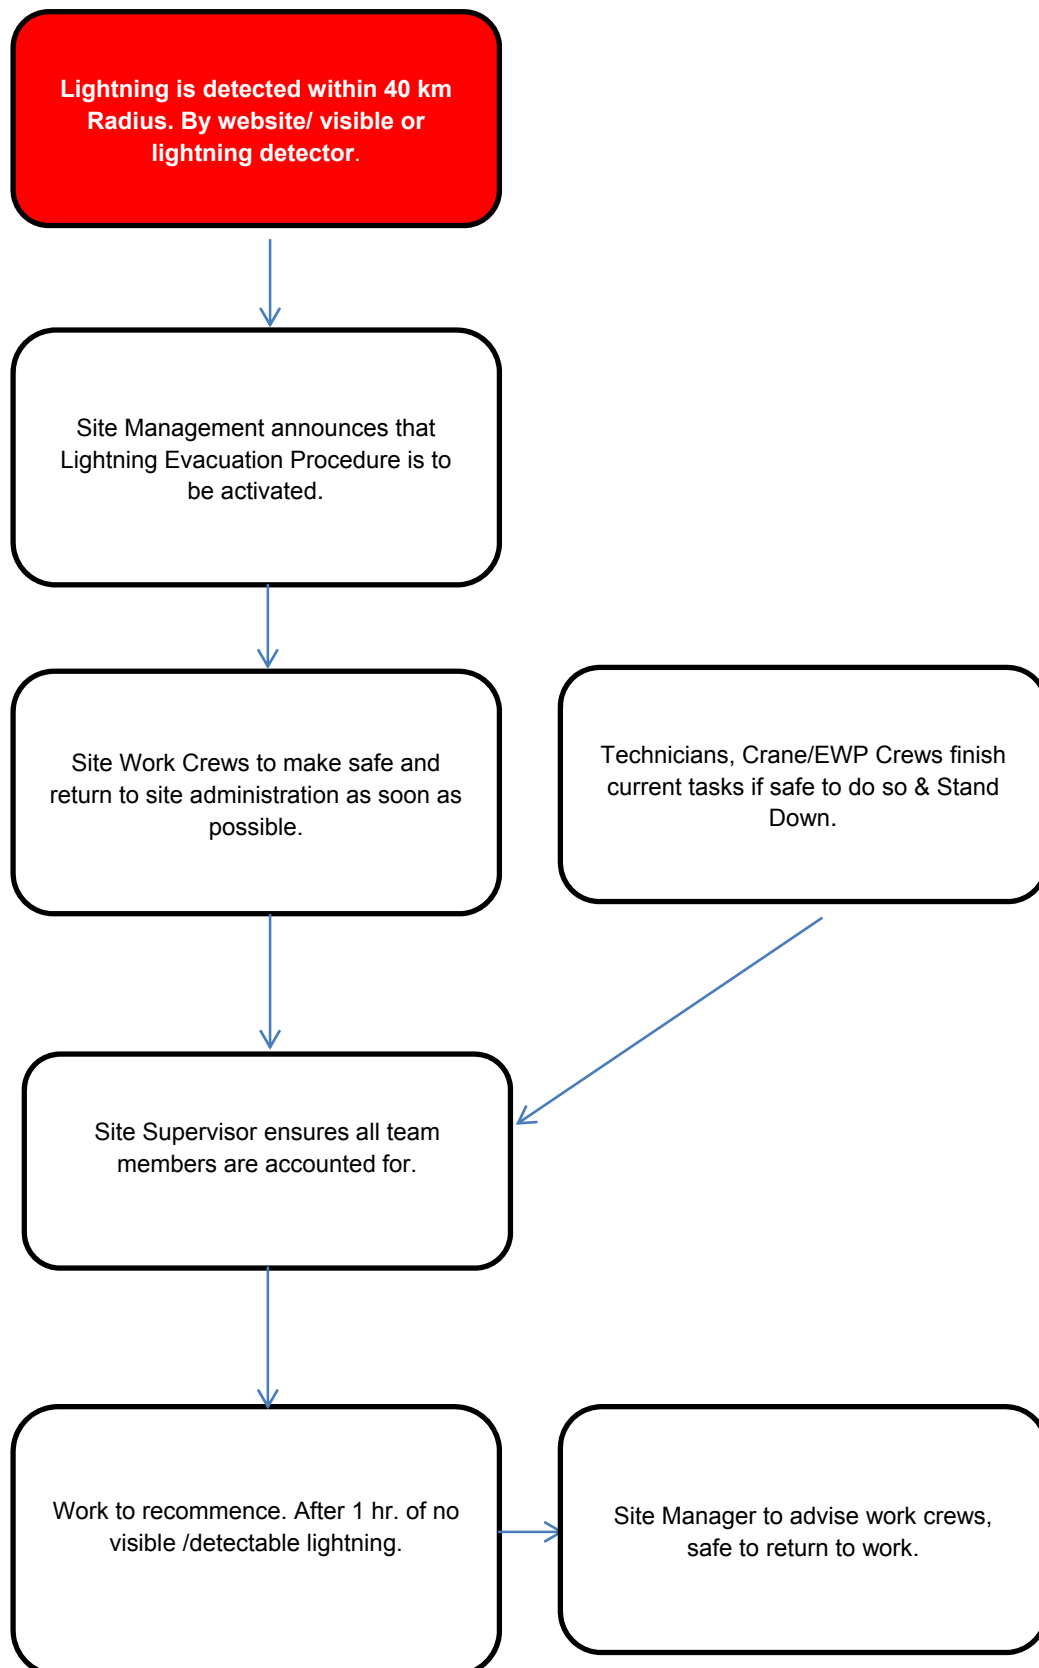 Lightning is detected within 40 km
Radius. By website/ visible or
lightning detector.
Site Management announces that
Lightning Evacuation Procedure is to
be activated.
Site Work Crews to make safe and
return to site administration as soon as
possible.
Technicians, Crane/EWP Crews finish
current tasks if safe to do so & Stand
Down.
Site Supervisor ensures all team
members are accounted for.
Work to recommence. After 1 hr. of no
visible /detectable lightning.
Site Manager to advise work crews,
safe to return to work.